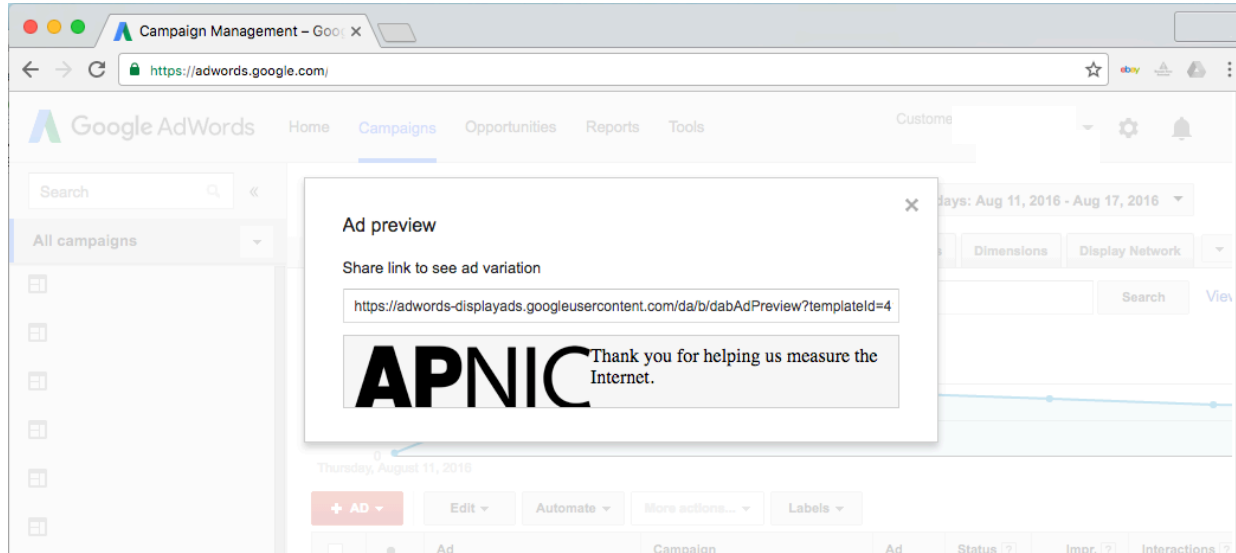 Campaign Management – Goog
https://adwords.google.com/
ebay
Google AdWords Home Campaigns Opportunities Reports Tools Custome
Search
days: Aug 11, 2016 - Aug 17, 2016
All campaigns
Dimensions Display Network
Ad preview
Share link to see ad variation
https://adwords-displayads.googleusercontent.com/da/b/dabAdPreview?templateId=4
Search View
APNIC
Thank you for helping us measure the
Internet.
0
Thursday, August 11, 2016
+ AD Edit Automate More actions... Labels
Ad Campaign Ad Status ? Impr. ? Interactions ?